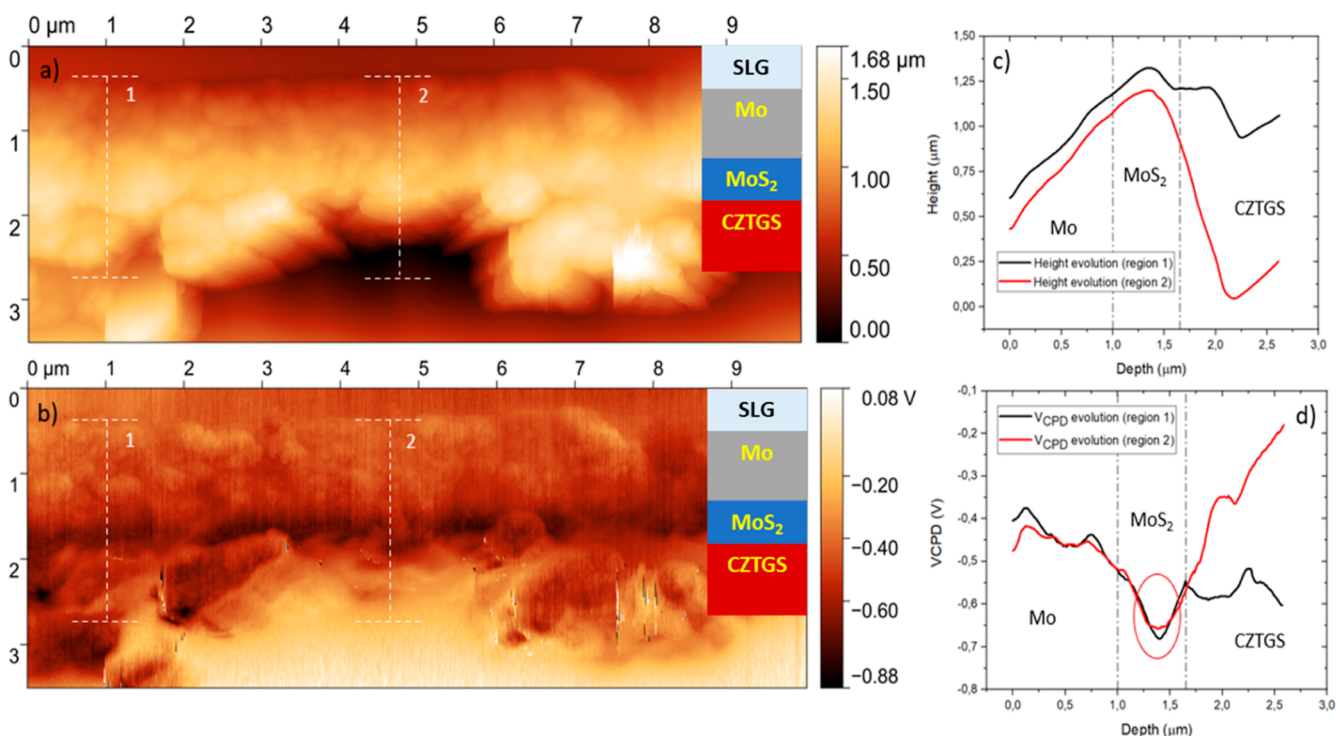 0 µm 1 2 3 4 5 6 7 8 9
0
1
2
3
a)
1
2
SLG
Mo
MoS2
CZTGS
1.68 µm
1.50
1.00
0.50
0.00
0 µm 1 2 3 4 5 6 7 8 9
0
1
2
3
b)
1
2
SLG
Mo
MoS2
CZTGS
0.08 V
−0.20
−0.40
−0.60
−0.88
c)
Height (µm)
1,50
1,25
1,00
0,75
0,50
0,25
0,00
Mo
MoS2
CZTGS
Height evolution (region 1)
Height evolution (region 2)
0,0 0,5 1,0 1,5 2,0 2,5 3,0
Depth (µm)
d)
VCPD (V)
-0,1
-0,2
-0,3
-0,4
-0,5
-0,6
-0,7
-0,8
VCPD evolution (region 1)
VCPD evolution (region 2)
MoS2
Mo
CZTGS
0,0 0,5 1,0 1,5 2,0 2,5 3,0
Depth (µm)